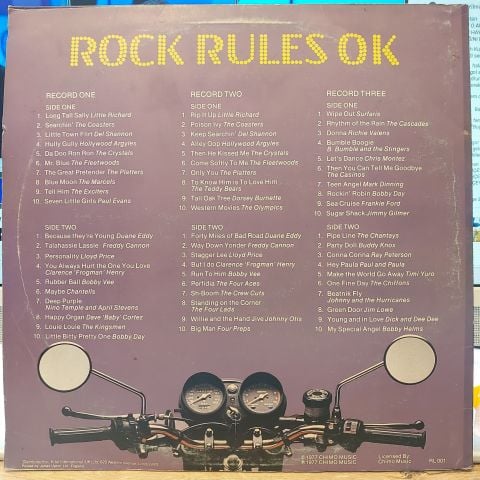 ROCK RULES OK
RECORD ONE
SIDE ONE
1. Long Tall Sally Little Richard
2. Searchin' The Coasters
3. Little Town Flirt Del Shannon
4. Hully Gully Hollywood Argyles
5. Da Doo Ron Ron The Crystals
6. Mr. Blue The Fleetwoods
7. The Great Pretender The Platters
8. Blue Moon The Marcels
9. Tell Him The Exciters
10. Seven Little Girls Paul Evans
SIDE TWO
1. Because they're Young Duane Eddy
2. Talahassie Lassie Freddy Cannon
3. Personality Lloyd Price
4. You Always Hurt the One You Love
Clarence 'Frogman' Henry
5. Rubber Ball Bobby Vee
6. Maybe Chantells
7. Deep Purple
Nino Tempo and April Stevens
8. Happy Organ Dave 'Baby' Cortez
9. Louie Louie The Kingsmen
10. Little Bitty Pretty One Bobby Day
RECORD TWO
SIDE ONE
1. Rip It Up Little Richard
2. Poison Ivy The Coasters
3. Keep Searchin' Del Shannon
4. Alley Oop Hollywood Argyles
5. Then He Kissed Me The Crystals
6. Come Softly To Me The Fleetwoods
7. Only You The Platters
8. To Know Him is To Love Him
The Teddy Bears
9. Tall Oak Tree Dorsey Burnette
10. Western Movies The Olympics
SIDE TWO
1. Forty Miles of Bad Road Duane Eddy
2. Way Down Yonder Freddy Cannon
3. Stagger Lee Lloyd Price
4. But I do Clarence 'Frogman' Henry
5. Run To Him Bobby Vee
6. Perfidia The Four Aces
7. Sh-Boom The Crew Cuts
8. Standing on the Corner
The Four Lads
9. Willie and the Hand Jive Johnny Otis
10. Big Man Four Preps
RECORD THREE
SIDE ONE
1. Wipe Out Surfaris
2. Rhythm of the Rain The Cascades
3. Donna Richie Valens
4. Bumble Boogie
B. Bumble and the Stingers
5. Let's Dance Chris Montez
6. Then You Can Tell Me Goodbye
The Casinos
7. Teen Angel Mark Dinning
8. Rockin' Robin Bobby Day
9. Sea Cruise Frankie Ford
10. Sugar Shack Jimmy Gilmer
SIDE TWO
1. Pipe Line The Chantays
2. Party Doll Buddy Knox
3. Gonna Conna Ray Peterson
4. Hey Paula Paul and Paula
5. Make the World Go Away Timi Yuro
6. One Fine Day The Chiffons
7. Beatnik Fly
Johnny and the Hurricanes
8. Green Door Jim Lowe
9. Young and in Love Dick and Dee Dee
10. My Special Angel Bobby Helms
℗ 1977 CHIMO MUSIC
© 1977 CHIMO MUSIC
Licensed By:
Chimo Music
RL 001